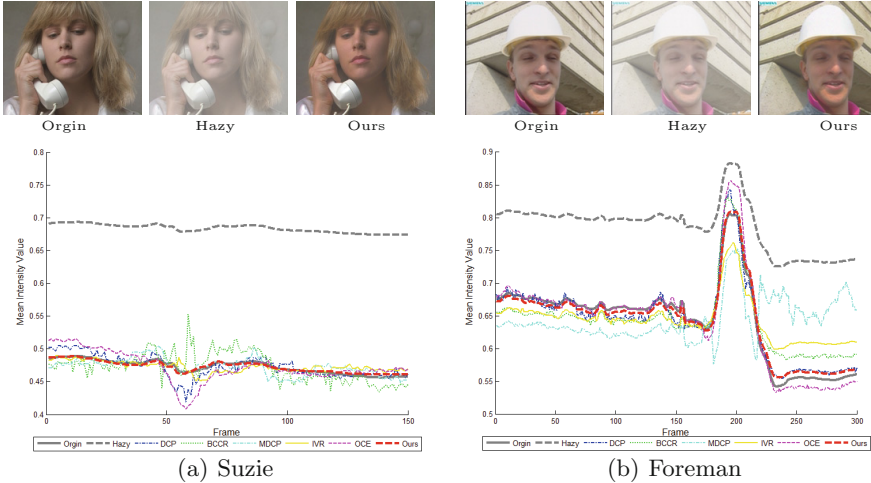 Orgin Hazy Ours
SIEMENS SIEMENS SIEMENS
Orgin Hazy Ours
0.8
0.75
0.7
0.65
0.6
0.55
0.5
0.45
0.4
Mean Intensity Value
0 50 100 150
Frame
Orgin Hazy DCP BCCR MDCP IVR OCE Ours
(a) Suzie
0.9
0.85
0.8
0.75
0.7
0.65
0.6
0.55
0.5
Mean Intensity Value
0 50 100 150 200 250 300
Frame
Orgin Hazy DCP BCCR MDCP IVR OCE Ours
(b) Foreman